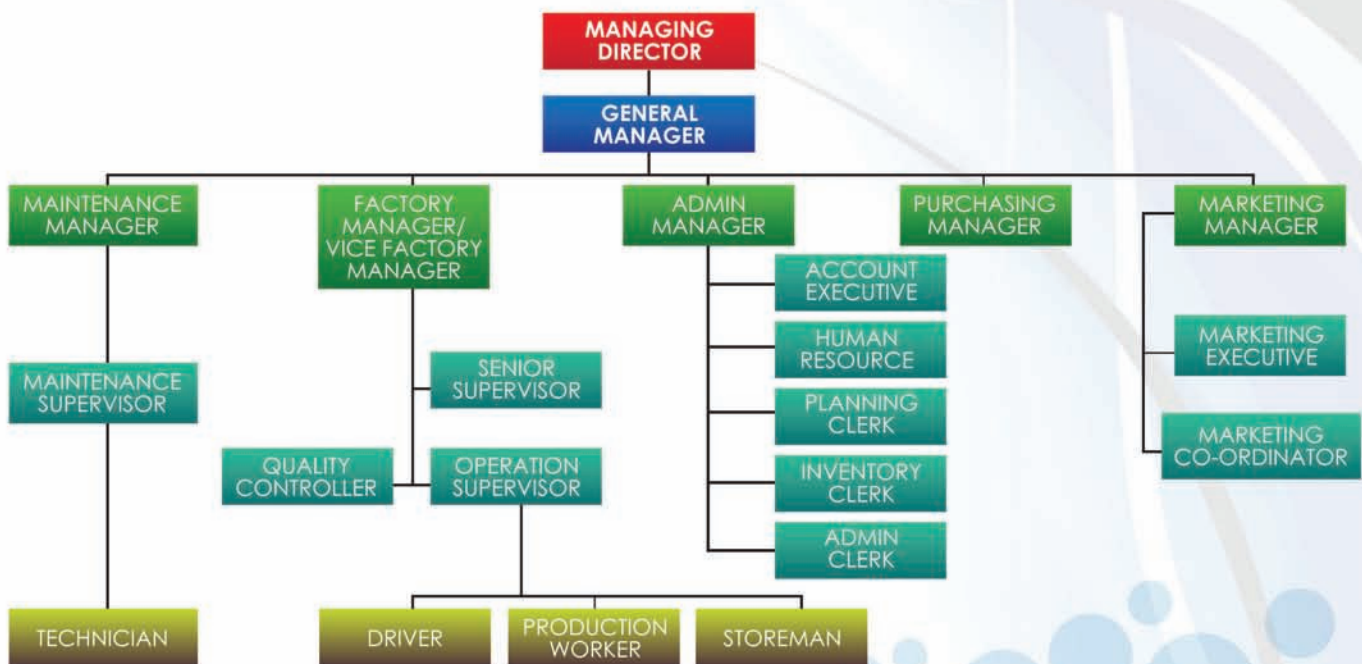 MANAGING
DIRECTOR
GENERAL
MANAGER
MAINTENANCE
MANAGER
FACTORY
MANAGER/
VICE FACTORY
MANAGER
ADMIN
MANAGER
PURCHASING
MANAGER
MARKETING
MANAGER
ACCOUNT
EXECUTIVE
HUMAN
RESOURCE
MARKETING
EXECUTIVE
MAINTENANCE
SUPERVISOR
SENIOR
SUPERVISOR
PLANNING
CLERK
MARKETING
CO-ORDINATOR
QUALITY
CONTROLLER
OPERATION
SUPERVISOR
INVENTORY
CLERK
ADMIN
CLERK
TECHNICIAN
DRIVER
PRODUCTION
WORKER
STOREMAN